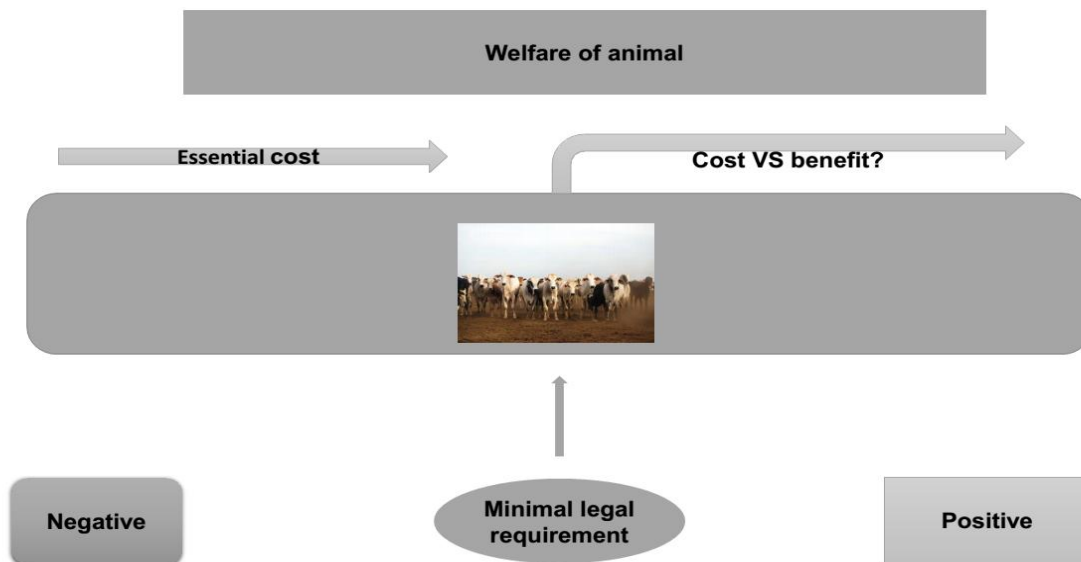 Welfare of animal
Essential cost
Cost VS benefit?
Negative
Minimal legal
requirement
Positive